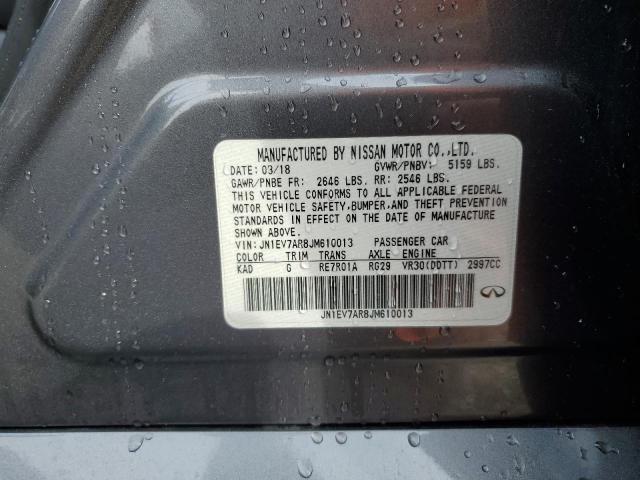 MANUFACTURED BY NISSAN MOTOR CO.,LTD.
DATE: 03/18 GVWR/PNBV: 5159 LBS.
GAWR/PNBE FR: 2646 LBS. RR: 2546 LBS.
THIS VEHICLE CONFORMS TO ALL APPLICABLE FEDERAL
MOTOR VEHICLE SAFETY,BUMPER,AND THEFT PREVENTION
STANDARDS IN EFFECT ON THE DATE OF MANUFACTURE
SHOWN ABOVE.
VIN: JN1EV7AR8JM610013 PASSENGER CAR
COLOR TRIM TRANS AXLE ENGINE
KAD G RE7R01A RG29 VR30(DDTT) 2997CC
JN1EV7AR8JM610013